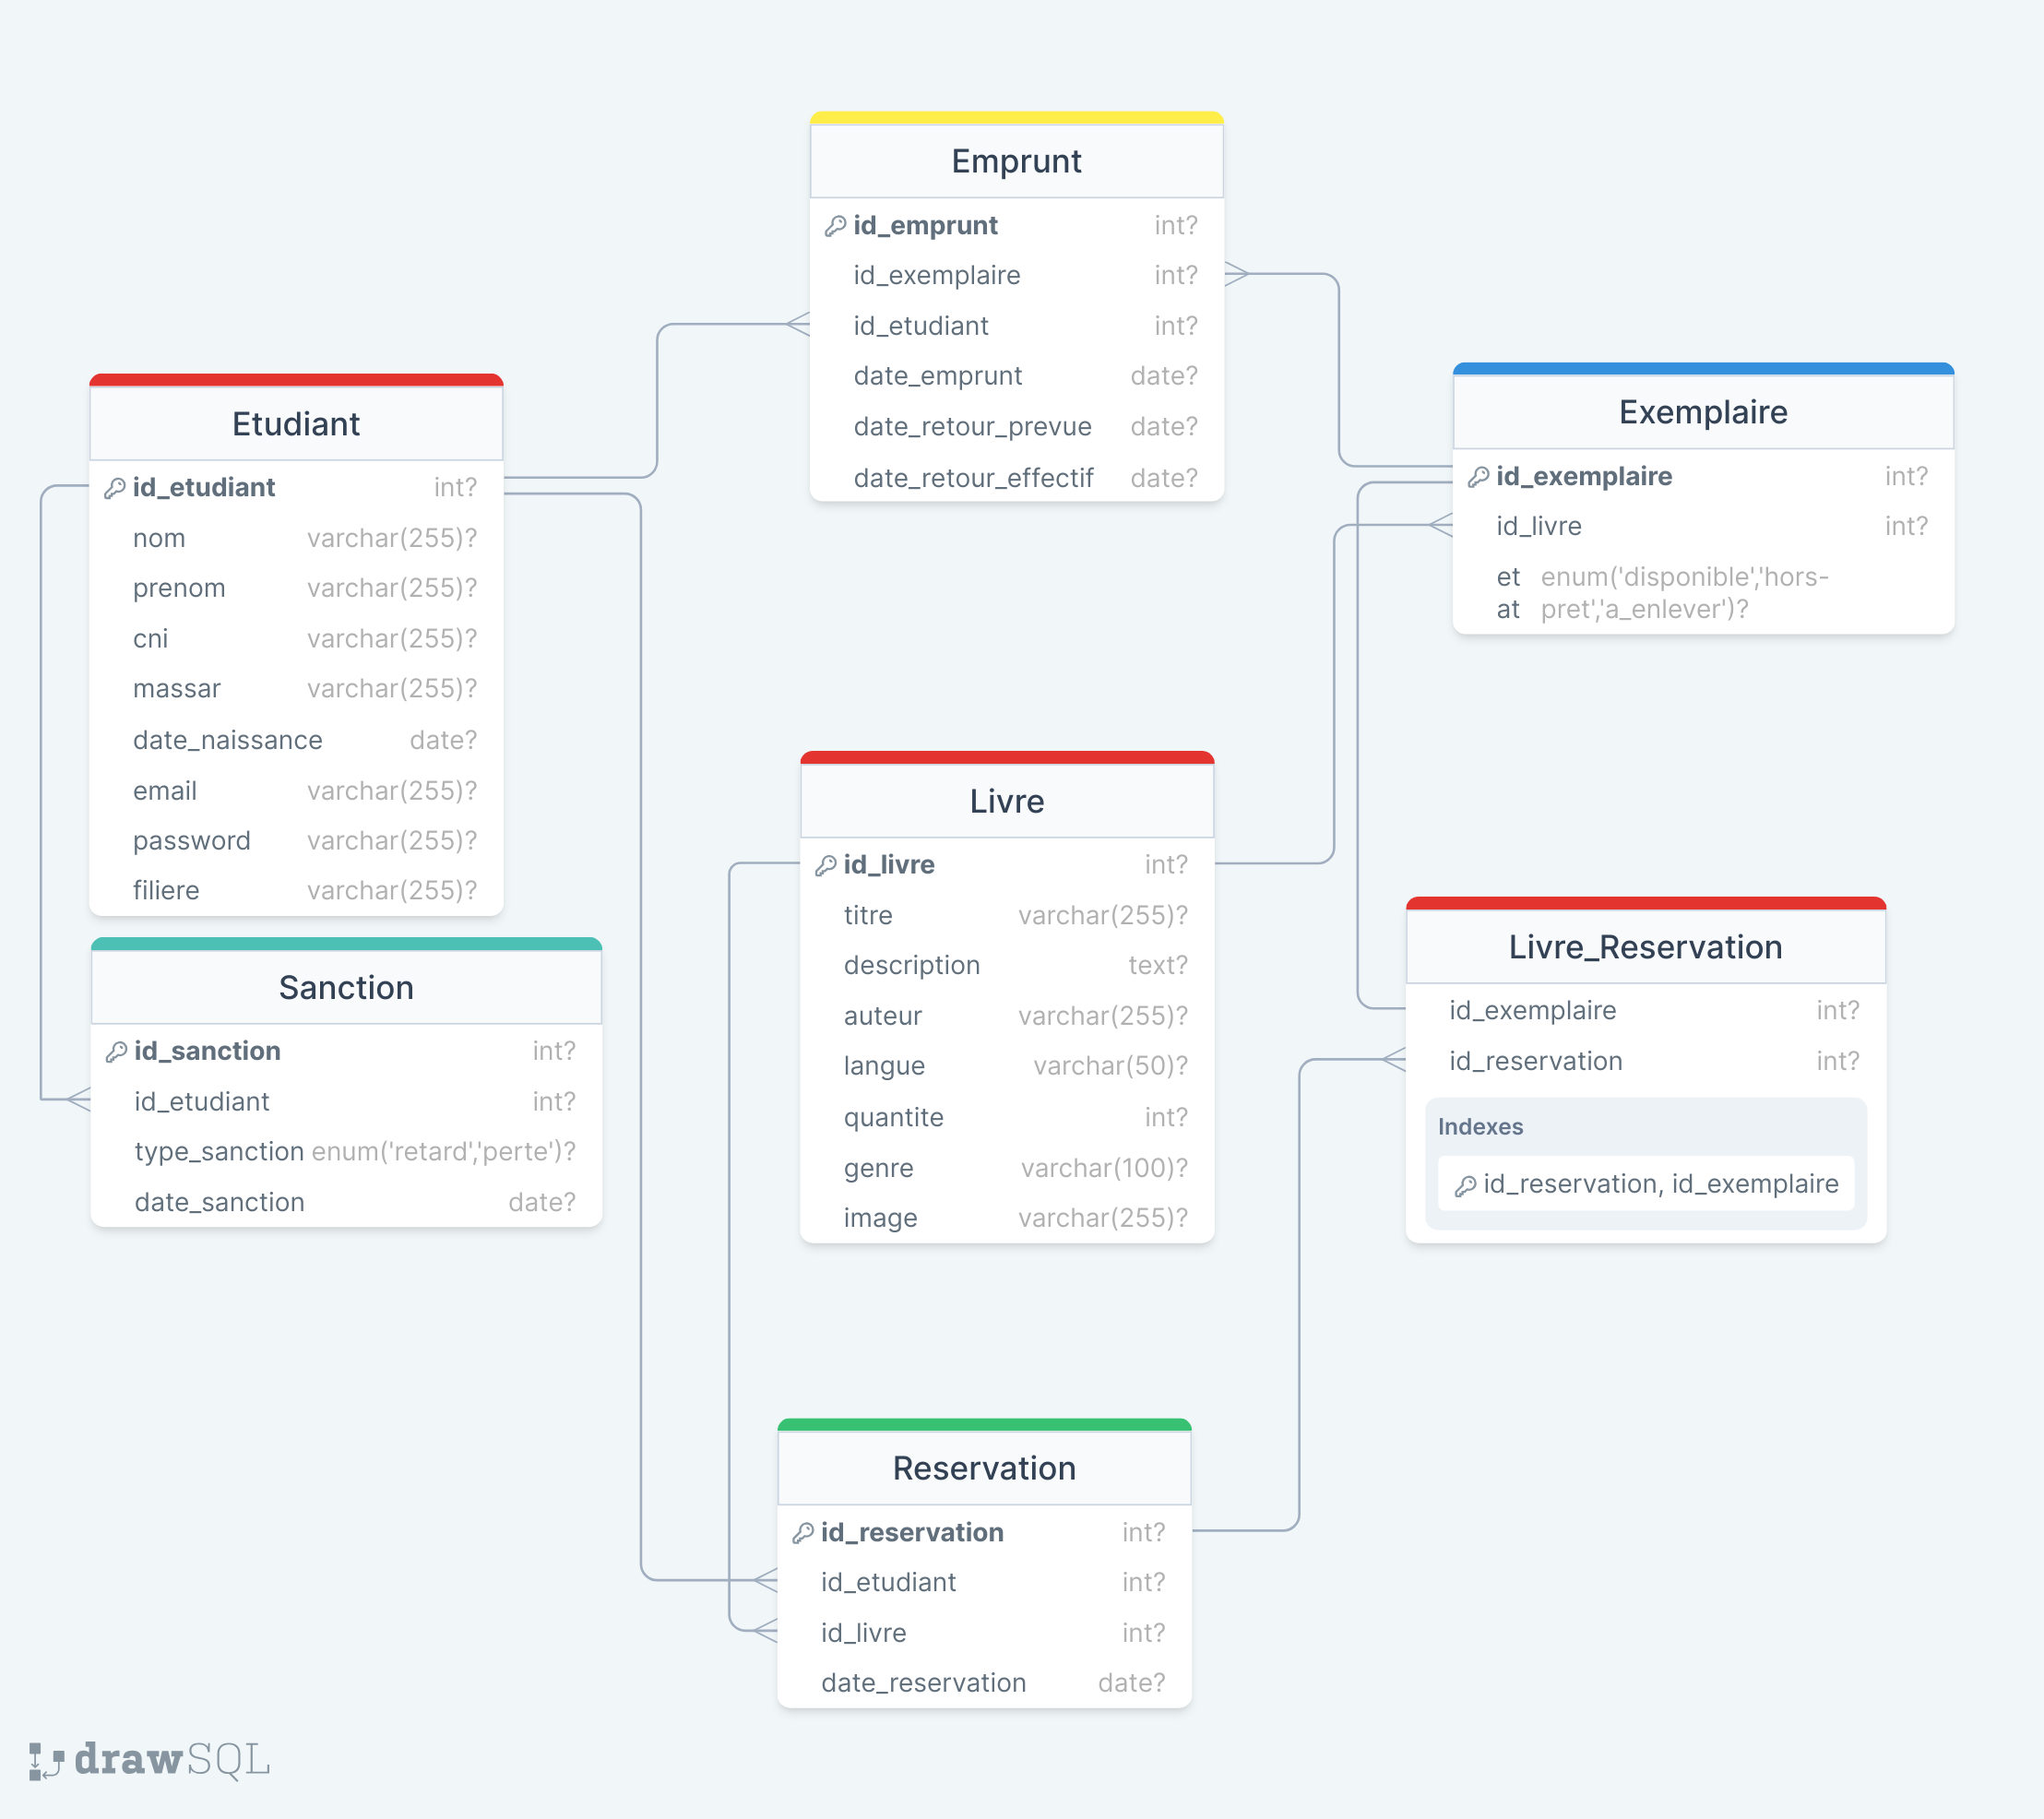 Emprunt
id_emprunt int?
id_exemplaire int?
id_etudiant int?
date_emprunt date?
date_retour_prevue date?
date_retour_effectif date?
Etudiant
id_etudiant int?
nom varchar(255)?
prenom varchar(255)?
cni varchar(255)?
massar varchar(255)?
date_naissance date?
email varchar(255)?
password varchar(255)?
filiere varchar(255)?
Exemplaire
id_exemplaire int?
id_livre int?
et enum('disponible','hors-
at pret','a_enlever')?
Livre
id_livre int?
titre varchar(255)?
description text?
auteur varchar(255)?
langue varchar(50)?
quantite int?
genre varchar(100)?
image varchar(255)?
Livre_Reservation
id_exemplaire int?
id_reservation int?
Indexes
id_reservation, id_exemplaire
Sanction
id_sanction int?
id_etudiant int?
type_sanction enum('retard','perte')?
date_sanction date?
Reservation
id_reservation int?
id_etudiant int?
id_livre int?
date_reservation date?
drawSQL